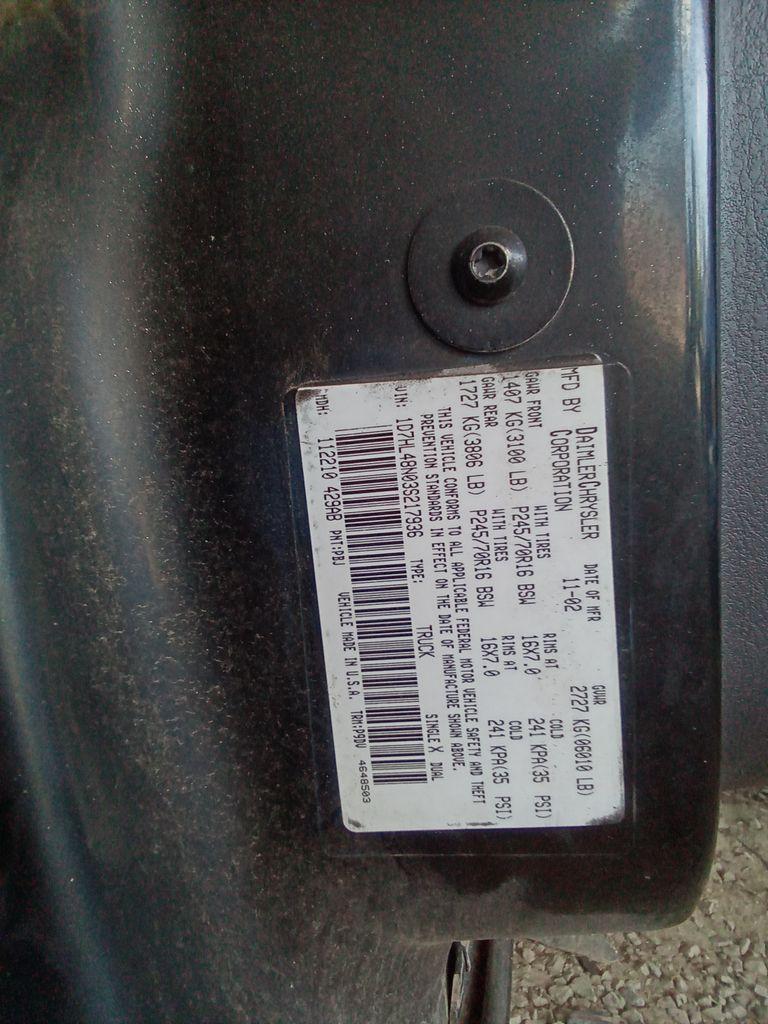 MFD BY DAIMLERCHRYSLER CORPORATION DATE OF MFR 11-02 GVWR 2727 KG(06010 LB)
GAWR FRONT WITH TIRES RIMS AT COLD
1407 KG(3100 LB) P245/70R16 BSW 16X7.0 241 KPA(35 PSI)
GAWR REAR WITH TIRES RIMS AT COLD
1727 KG(3806 LB) P245/70R16 BSW 16X7.0 241 KPA(35 PSI)
THIS VEHICLE CONFORMS TO ALL APPLICABLE FEDERAL MOTOR VEHICLE SAFETY AND THEFT
PREVENTION STANDARDS IN EFFECT ON THE DATE OF MANUFACTURE SHOWN ABOVE.
VIN: 1D7HL48N03S217936 TYPE: TRUCK SINGLE X DUAL
MDH: 112210 429AB PNT:PBJ VEHICLE MADE IN U.S.A. TRM:P9DV 4648503